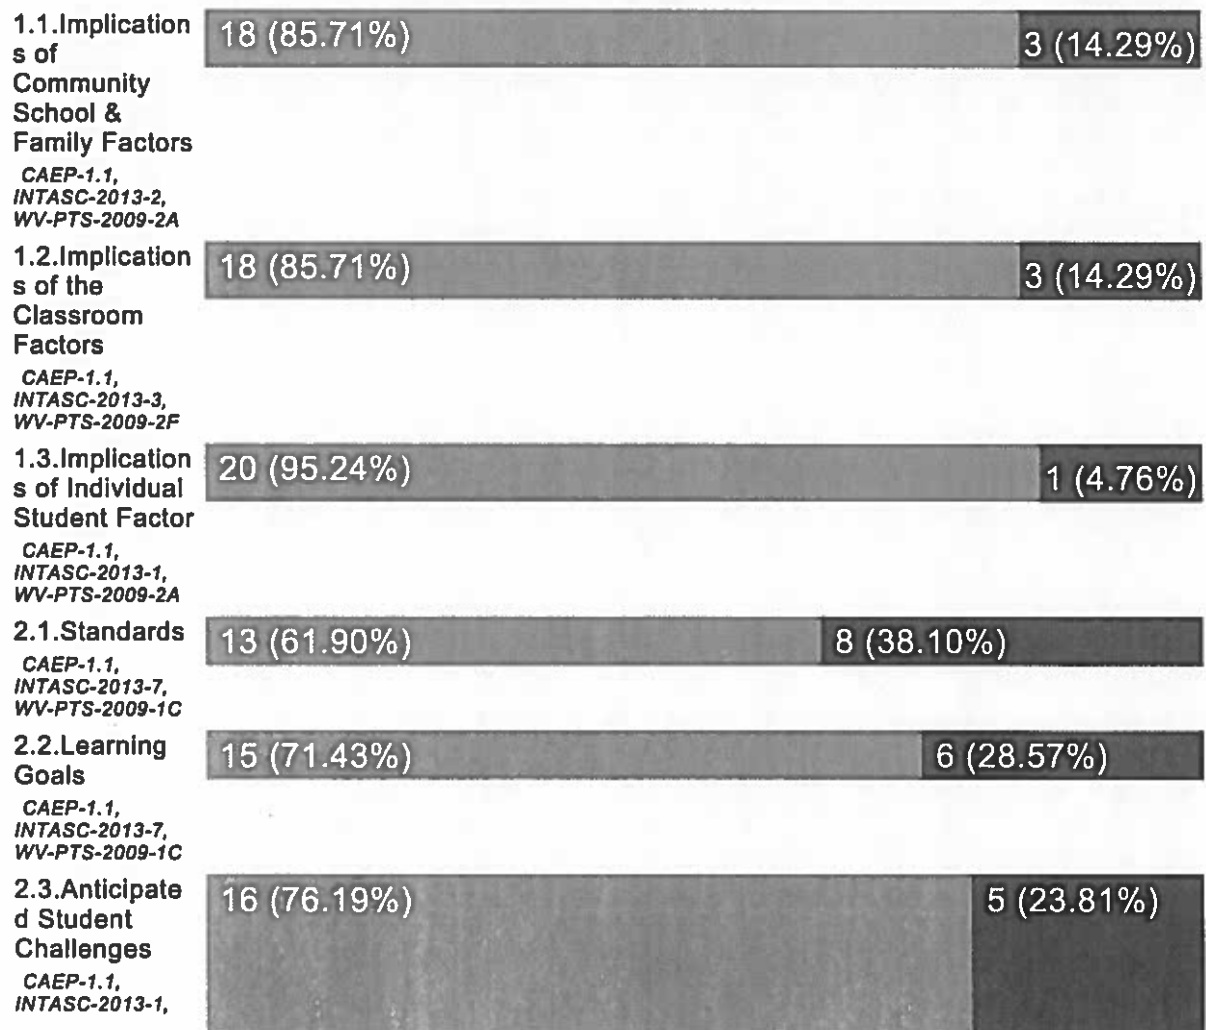 1.1.Implication
s of
Community
School &
Family Factors
CAEP-1.1,
INTASC-2013-2,
WV-PTS-2009-2A
18 (85.71%)
3 (14.29%)
1.2.Implication
s of the
Classroom
Factors
CAEP-1.1,
INTASC-2013-3,
WV-PTS-2009-2F
18 (85.71%)
3 (14.29%)
1.3.Implication
s of Individual
Student Factor
CAEP-1.1,
INTASC-2013-1,
WV-PTS-2009-2A
20 (95.24%)
1 (4.76%)
2.1.Standards
CAEP-1.1,
INTASC-2013-7,
WV-PTS-2009-1C
13 (61.90%)
8 (38.10%)
2.2.Learning
Goals
CAEP-1.1,
INTASC-2013-7,
WV-PTS-2009-1C
15 (71.43%)
6 (28.57%)
2.3.Anticipate
d Student
Challenges
CAEP-1.1,
INTASC-2013-1,
16 (76.19%)
5 (23.81%)